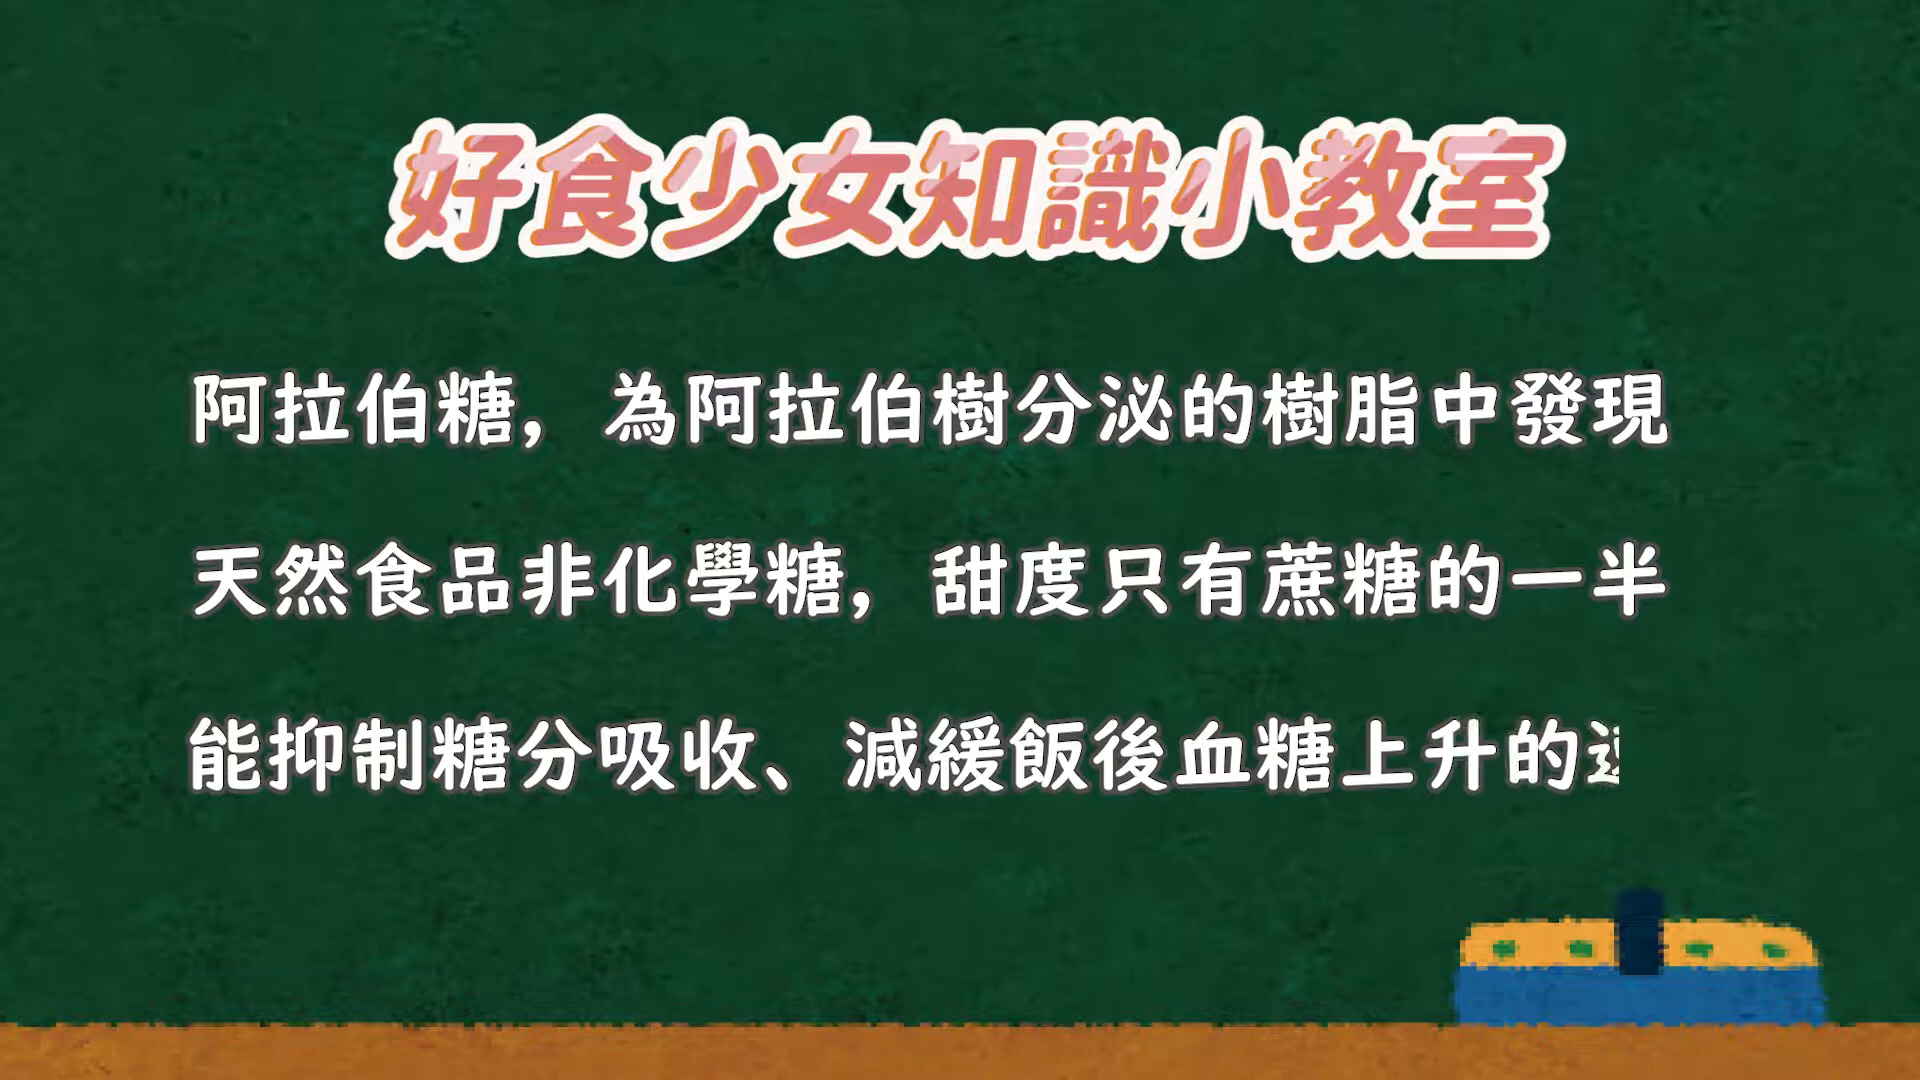 好食少女知識小教室
阿拉伯糖，為阿拉伯樹分泌的樹脂中發現
天然食品非化學糖，甜度只有蔗糖的一半
能抑制糖分吸收、減緩飯後血糖上升的